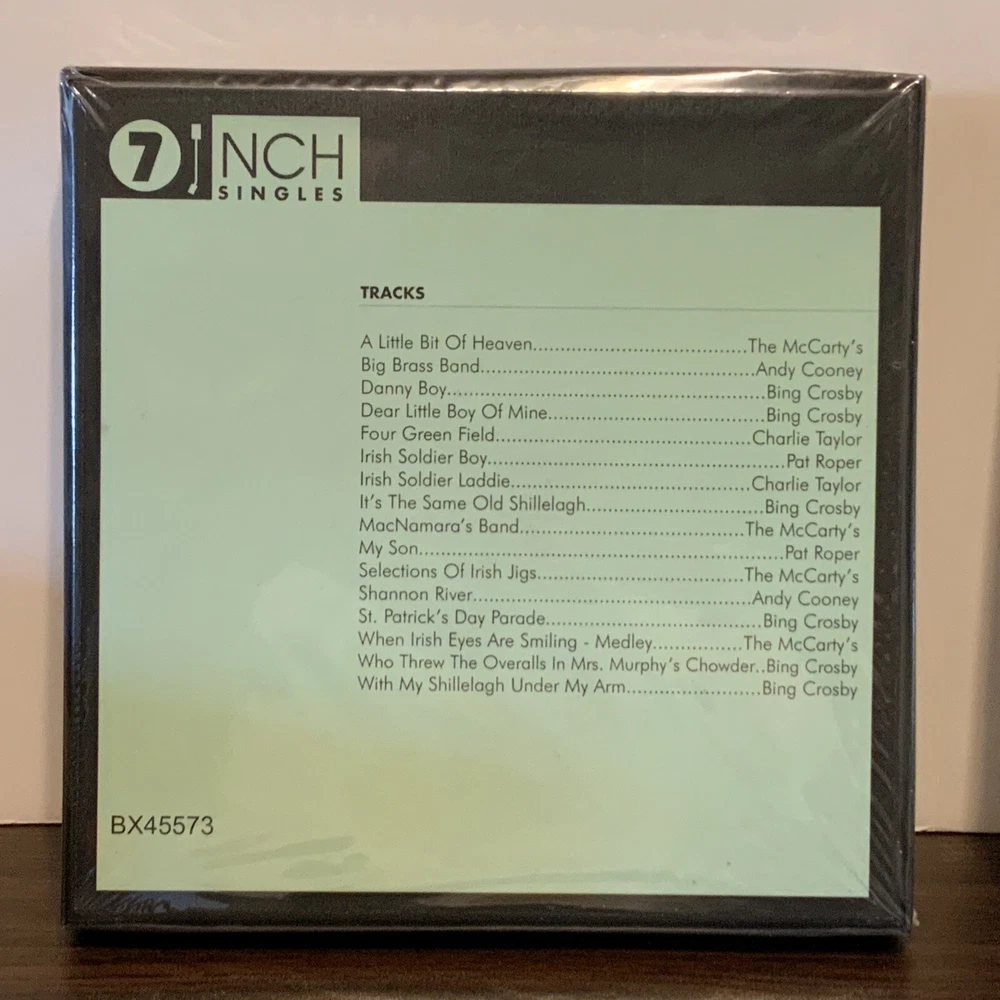 7 INCH
SINGLES
TRACKS
A Little Bit Of Heaven......................................The McCarty's
Big Brass Band.................................................Andy Cooney
Danny Boy.........................................................Bing Crosby
Dear Little Boy Of Mine......................................Bing Crosby
Four Green Field.............................................Charlie Taylor
Irish Soldier Boy.....................................................Pat Roper
Irish Soldier Laddie..........................................Charlie Taylor
It's The Same Old Shillelagh...............................Bing Crosby
MacNamara's Band........................................The McCarty's
My Son.................................................................Pat Roper
Selections Of Irish Jigs.....................................The McCarty's
Shannon River..................................................Andy Cooney
St. Patrick's Day Parade.......................................Bing Crosby
When Irish Eyes Are Smiling - Medley................The McCarty's
Who Threw The Overalls In Mrs. Murphy's Chowder..Bing Crosby
With My Shillelagh Under My Arm........................Bing Crosby
BX45573